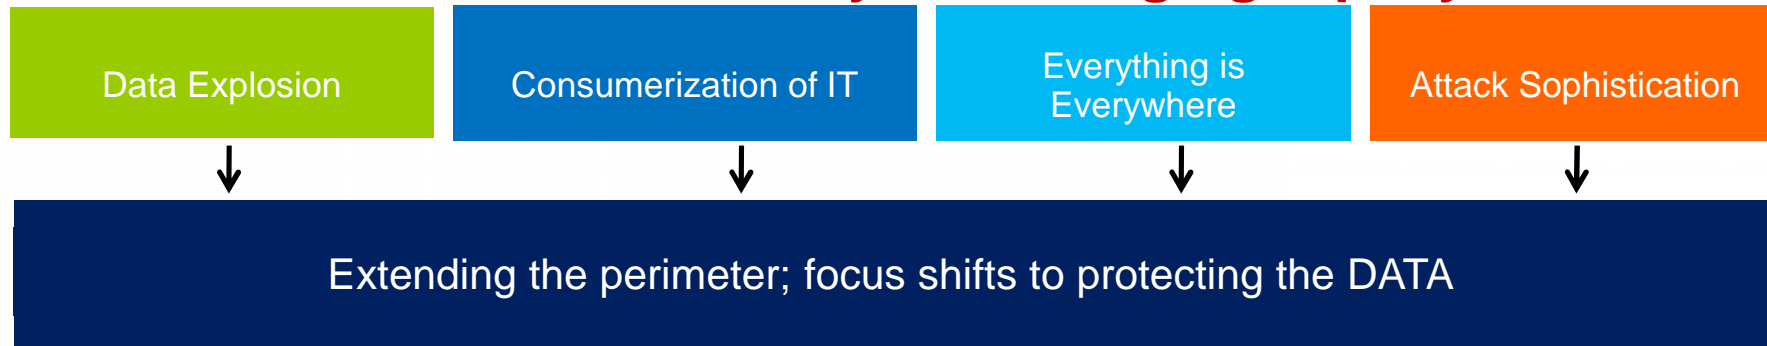 Data Explosion
Consumerization of IT
Everything is
Everywhere
Attack Sophistication
Extending the perimeter; focus shifts to protecting the DATA